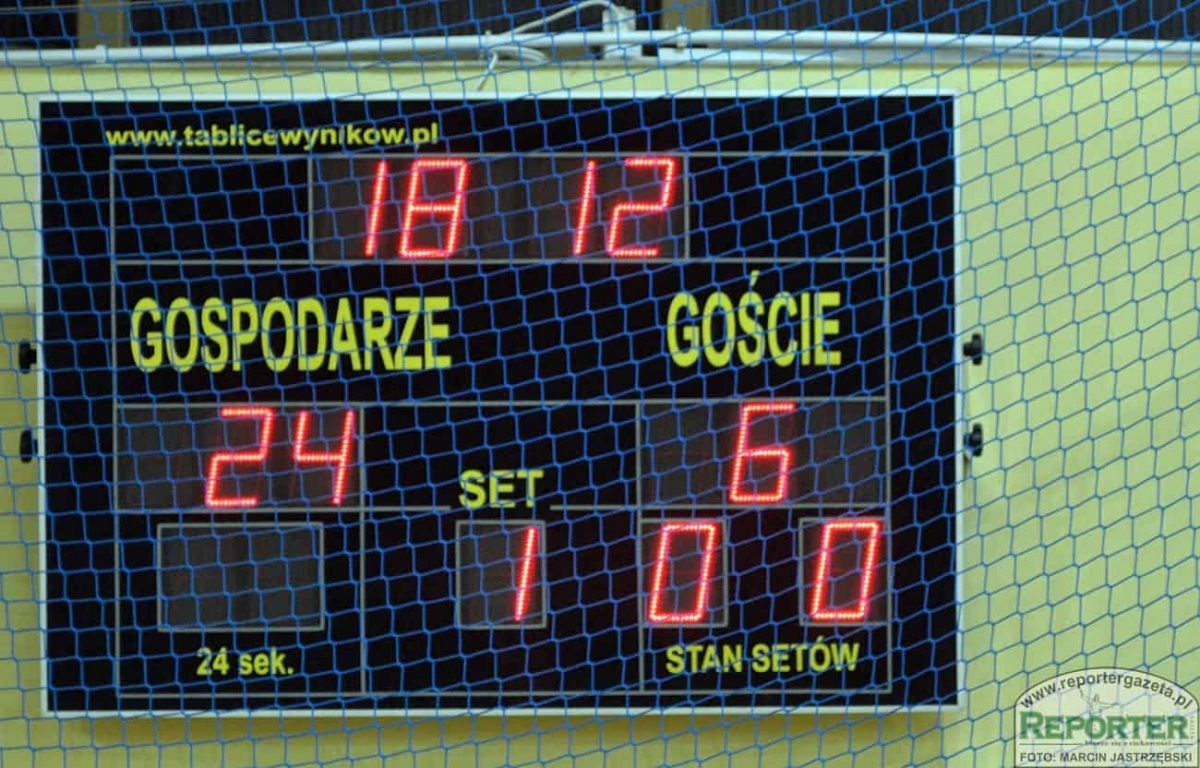 www.tablicewynikow.pl
18 12
GOSPODARZE GOŚCIE
24 6
SET
1 0 0
24 sek. STAN SETÓW
www.reportergazeta.pl
REPORTER
FOTO: MARCIN JASTRZĘBSKI